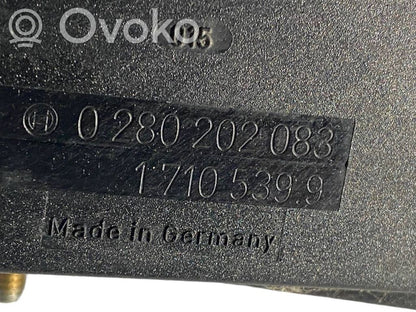 Ovoko
0 280 202 083
1 710 539.9
Made in Germany